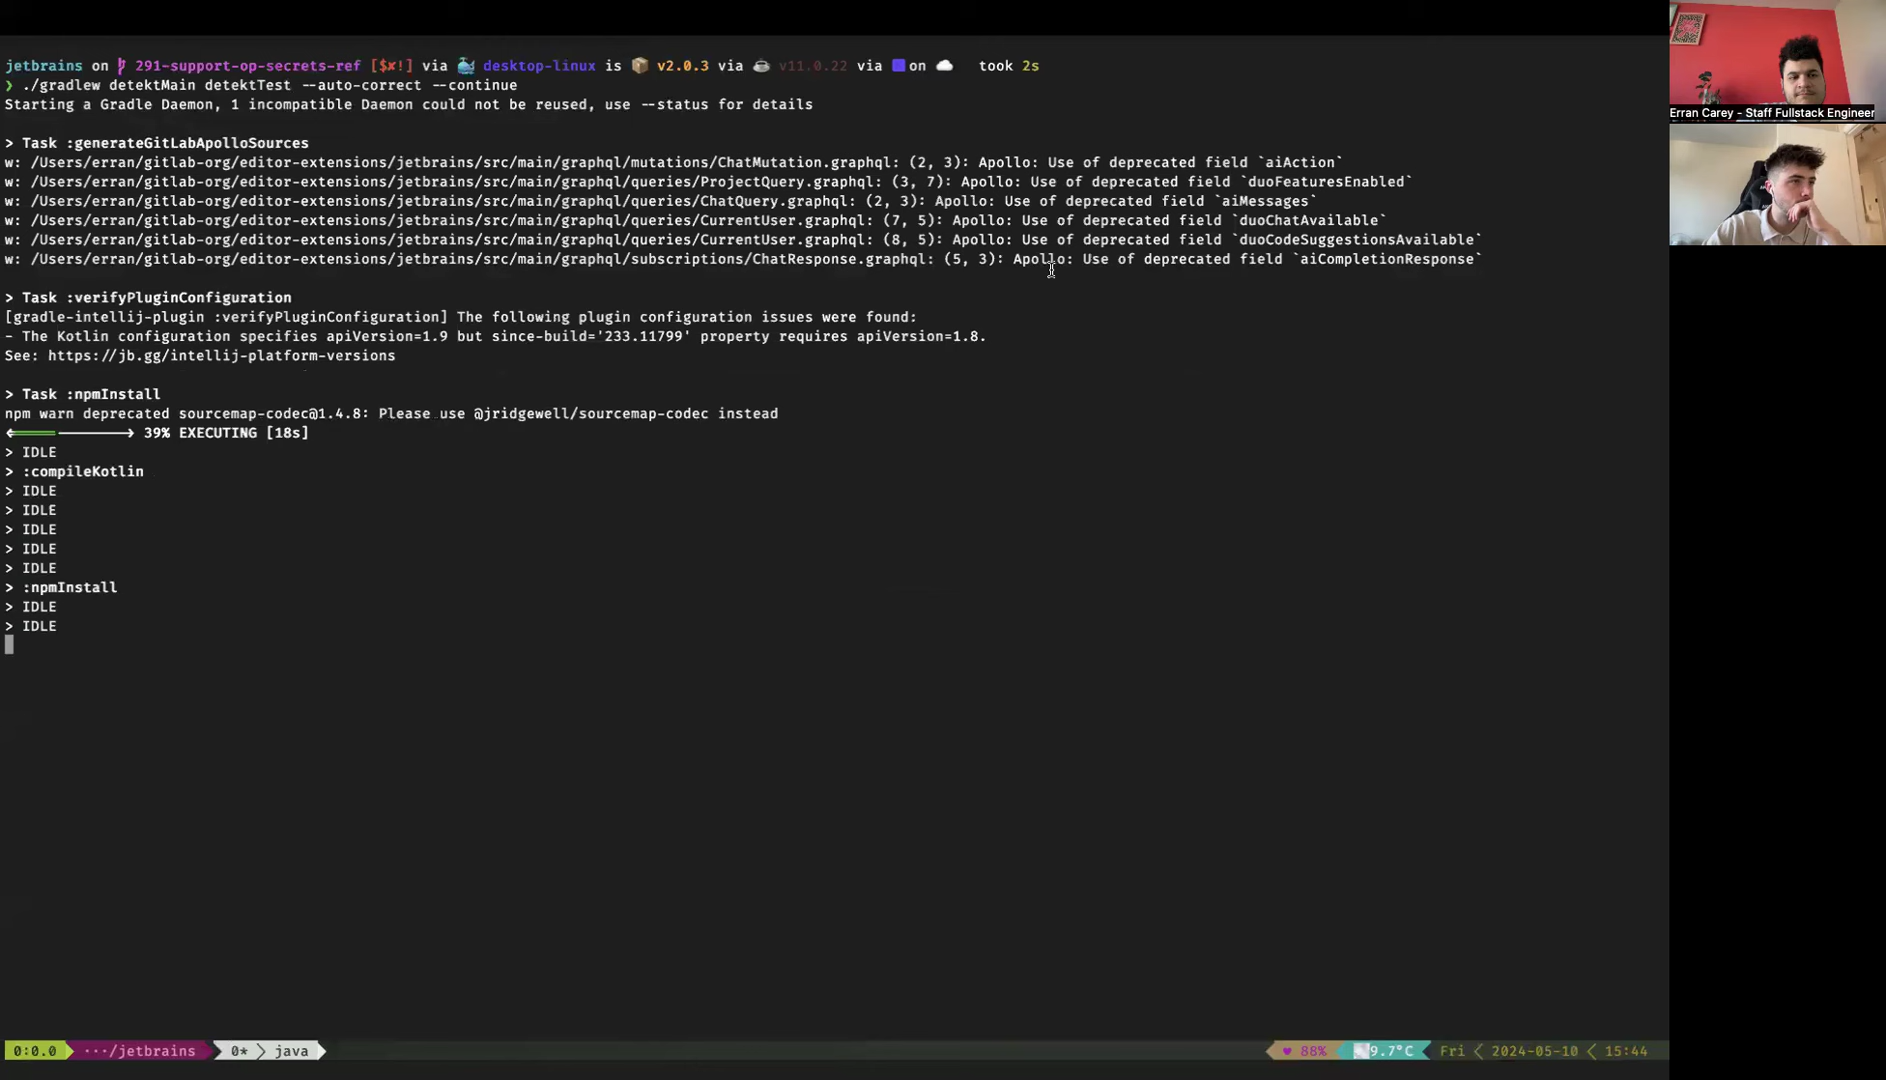 jetbrains on 291-support-op-secrets-ref [$✘!] via desktop-linux is v2.0.3 via v11.0.22 via on took 2s
❯ ./gradlew detektMain detektTest --auto-correct --continue
Starting a Gradle Daemon, 1 incompatible Daemon could not be reused, use --status for details
> Task :generateGitLabApolloSources
w: /Users/erran/gitlab-org/editor-extensions/jetbrains/src/main/graphql/mutations/ChatMutation.graphql: (2, 3): Apollo: Use of deprecated field `aiAction`
w: /Users/erran/gitlab-org/editor-extensions/jetbrains/src/main/graphql/queries/ProjectQuery.graphql: (3, 7): Apollo: Use of deprecated field `duoFeaturesEnabled`
w: /Users/erran/gitlab-org/editor-extensions/jetbrains/src/main/graphql/queries/ChatQuery.graphql: (2, 3): Apollo: Use of deprecated field `aiMessages`
w: /Users/erran/gitlab-org/editor-extensions/jetbrains/src/main/graphql/queries/CurrentUser.graphql: (7, 5): Apollo: Use of deprecated field `duoChatAvailable`
w: /Users/erran/gitlab-org/editor-extensions/jetbrains/src/main/graphql/queries/CurrentUser.graphql: (8, 5): Apollo: Use of deprecated field `duoCodeSuggestionsAvailable`
w: /Users/erran/gitlab-org/editor-extensions/jetbrains/src/main/graphql/subscriptions/ChatResponse.graphql: (5, 3): Apollo: Use of deprecated field `aiCompletionResponse`
> Task :verifyPluginConfiguration
[gradle-intellij-plugin :verifyPluginConfiguration] The following plugin configuration issues were found:
- The Kotlin configuration specifies apiVersion=1.9 but since-build='233.11799' property requires apiVersion=1.8.
See: https://jb.gg/intellij-platform-versions
> Task :npmInstall
npm warn deprecated sourcemap-codec@1.4.8: Please use @jridgewell/sourcemap-codec instead
39% EXECUTING [18s]
> IDLE
> :compileKotlin
> IDLE
> IDLE
> IDLE
> IDLE
> IDLE
> :npmInstall
> IDLE
> IDLE
0:0.0 ···/jetbrains 0* java ♥ 88% 9.7°C Fri 2024-05-10 15:44
Erran Carey - Staff Fullstack Engineer